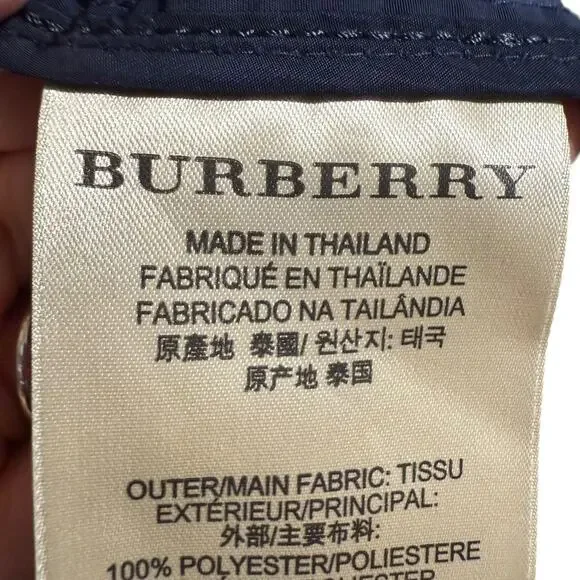 BURBERRY
MADE IN THAILAND
FABRIQUÉ EN THAÏLANDE
FABRICADO NA TAILÂNDIA
原產地 泰國/ 원산지: 태국
原产地 泰国
OUTER/MAIN FABRIC: TISSU
EXTÉRIEUR/PRINCIPAL:
外部/主要布料:
100% POLYESTER/POLIESTERE